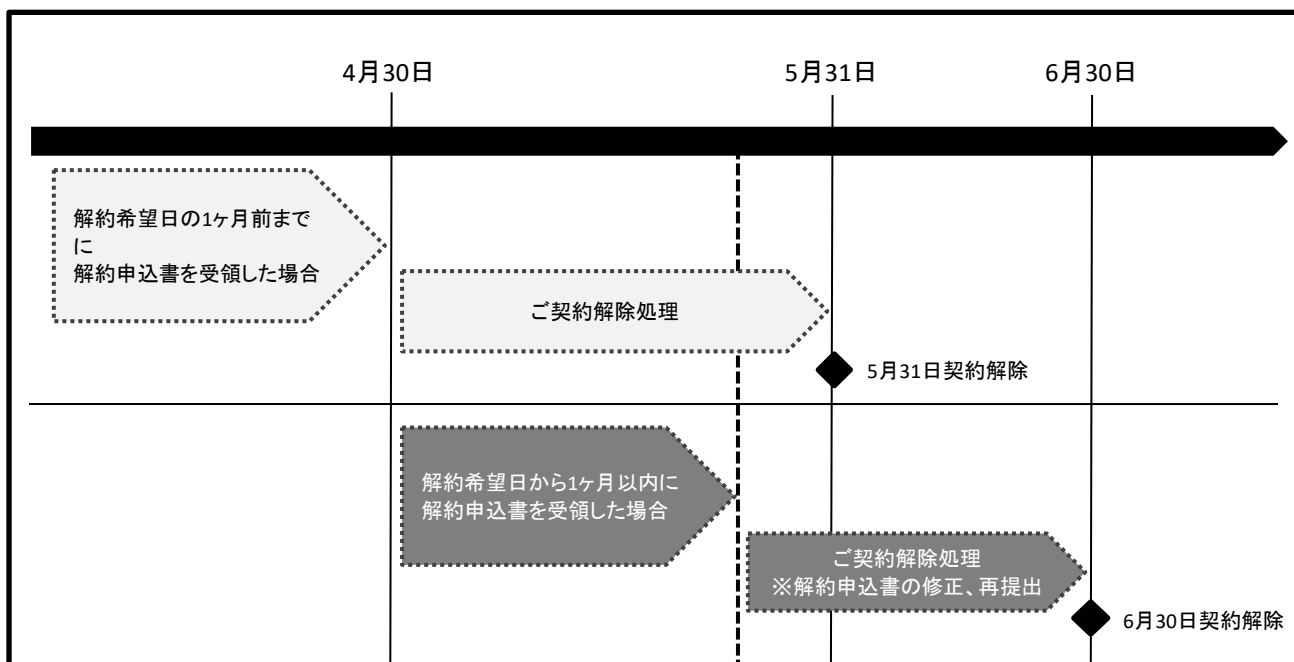 4月30日
5月31日
6月30日
解約希望日の1ヶ月前まで
に
解約申込書を受領した場合
ご契約解除処理
5月31日契約解除
解約希望日から1ヶ月以内に
解約申込書を受領した場合
ご契約解除処理
※解約申込書の修正、再提出
6月30日契約解除